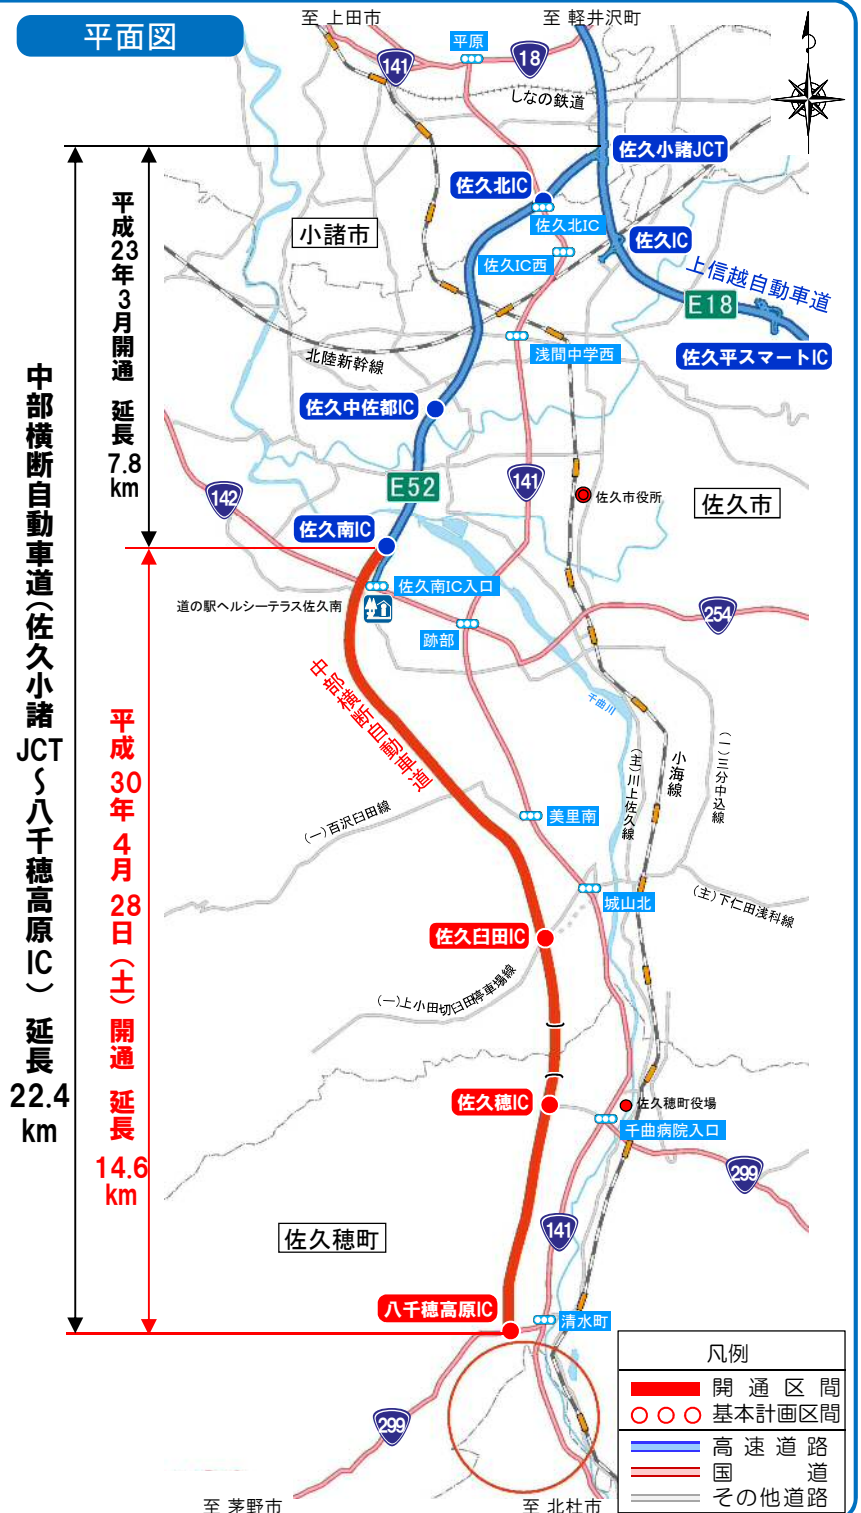 平面図
至 上田市
至 軽井沢町
平原
141
18
しなの鉄道
佐久小諸JCT
佐久北IC
佐久北IC
小諸市
佐久IC
佐久IC西
上信越自動車道
E18
浅間中学西
佐久平スマートIC
北陸新幹線
佐久中佐都IC
平成23年3月開通 延長 7.8km
中部横断自動車道(佐久小諸JCT～八千穂高原IC) 延長 22.4km
142
E52
141
佐久市役所
佐久市
佐久南IC
佐久南IC入口
道の駅ヘルシーテラス佐久南
跡部
254
中部横断自動車道
千曲川
(主)川上佐久線
小海線
(一)三分中込線
平成30年4月28日(土)開通 延長 14.6km
(一)百沢臼田線
美里南
城山北
(主)下仁田浅科線
佐久臼田IC
(一)上小田切臼田停車場線
佐久穂IC
佐久穂町役場
千曲病院入口
299
佐久穂町
141
八千穂高原IC
清水町
299
至 茅野市
至 北杜市
凡例
開通区間
基本計画区間
高速道路
国道
その他道路